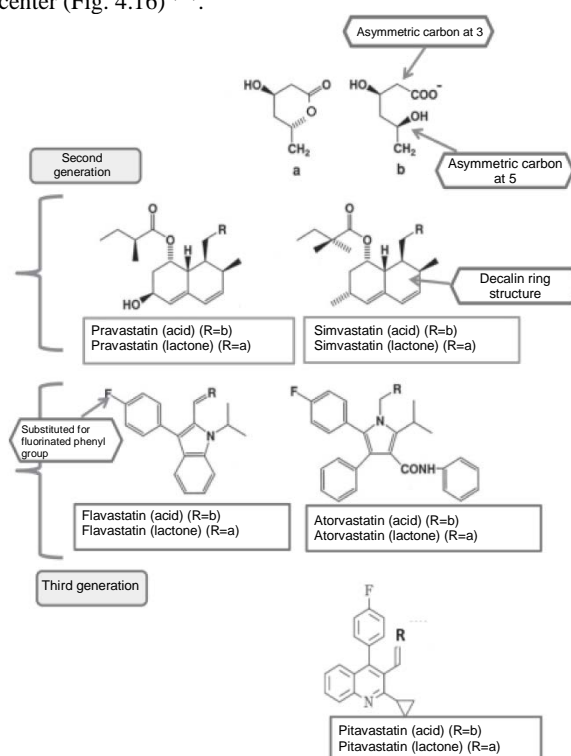 center (Fig. 4.16)
Asymmetric carbon at 3
HO
O
O
a
CH2
HO
COO-
OH
CH2
b
Asymmetric carbon
at 5
Second
generation
O
O
R
H
HO
Pravastatin (acid) (R=b)
Pravastatin (lactone) (R=a)
O
O
R
H
Simvastatin (acid) (R=b)
Simvastatin (lactone) (R=a)
Decalin ring
structure
F
R
N
Substituted for
fluorinated phenyl
group
Flavastatin (acid) (R=b)
Flavastatin (lactone) (R=a)
F
R
N
CONH
Atorvastatin (acid) (R=b)
Atorvastatin (lactone) (R=a)
Third generation
F
R
N
Pitavastatin (acid) (R=b)
Pitavastatin (lactone) (R=a)